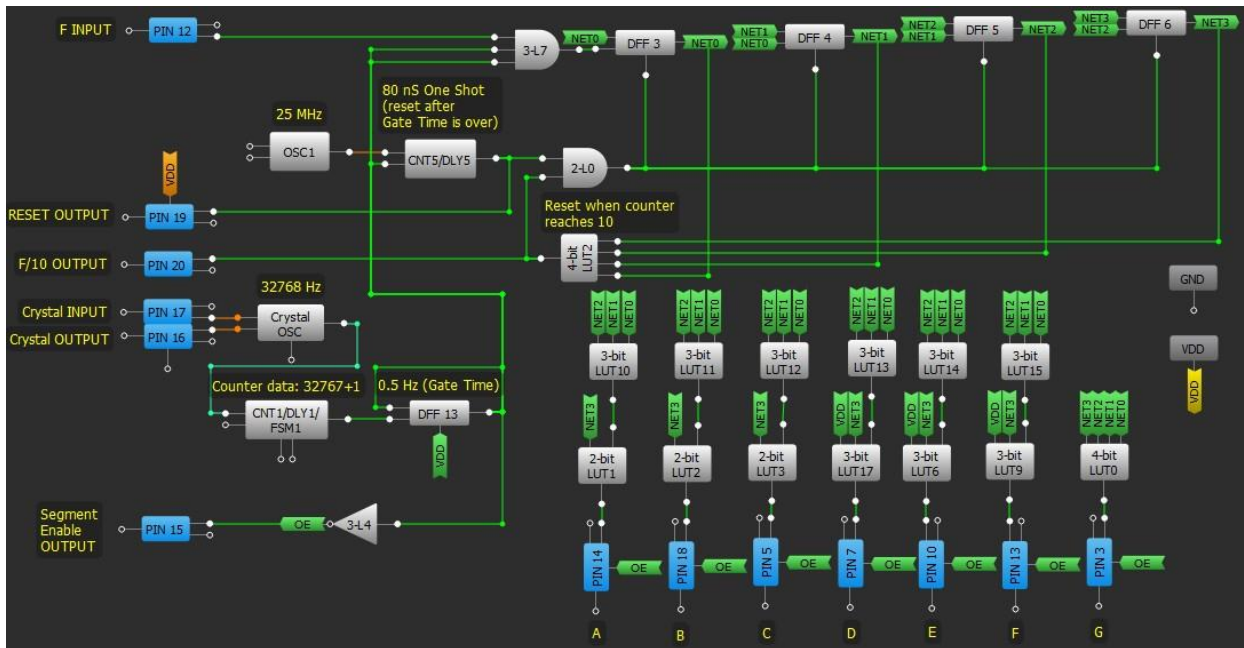 F INPUT
PIN 12
3-L7
NET0
DFF 3
NET0
NET1
NET0
DFF 4
NET1
NET2
NET1
DFF 5
NET2
NET3
NET2
DFF 6
NET3
25 MHz
OSC1
80 nS One Shot
(reset after
Gate Time is over)
CNT5/DLY5
2-L0
VDD
RESET OUTPUT
PIN 19
Reset when counter
reaches 10
4-bit
LUT2
F/10 OUTPUT
PIN 20
GND
Crystal INPUT
PIN 17
Crystal OUTPUT
PIN 16
32768 Hz
Crystal
OSC
VDD
VDD
Counter data: 32767+1
CNT1/DLY1/
FSM1
0.5 Hz (Gate Time)
DFF 13
VDD
Segment
Enable
OUTPUT
PIN 15
OE
3-L4
NET2 NET1 NET0
NET2 NET1 NET0
NET2 NET1 NET0
NET2 NET1 NET0
NET2 NET1 NET0
NET2 NET1 NET0
3-bit
LUT10
3-bit
LUT11
3-bit
LUT12
3-bit
LUT13
3-bit
LUT14
3-bit
LUT15
NET3
NET3
NET3
VDD NET3
VDD NET3
VDD NET3
NET3 NET2 NET1 NET0
2-bit
LUT1
2-bit
LUT2
2-bit
LUT3
3-bit
LUT17
3-bit
LUT6
3-bit
LUT9
4-bit
LUT0
PIN 14
OE
PIN 18
OE
PIN 5
OE
PIN 7
OE
PIN 10
OE
PIN 13
OE
PIN 3
OE
A
B
C
D
E
F
G